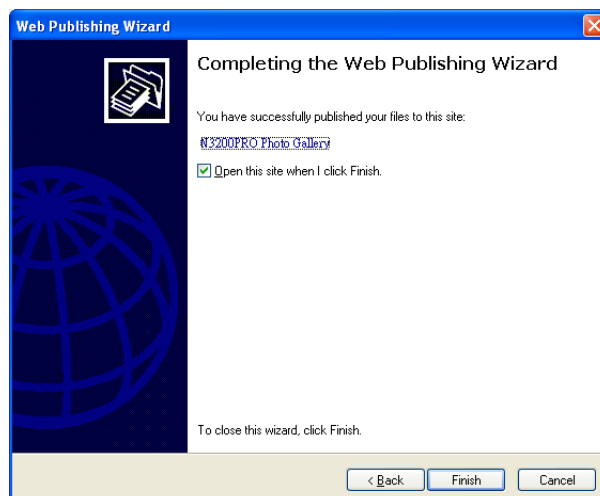 Web Publishing Wizard
Completing the Web Publishing Wizard
You have successfully published your files to this site:
N3200PRO Photo Gallery
Open this site when I click Finish.
To close this wizard, click Finish.
< Back Finish Cancel